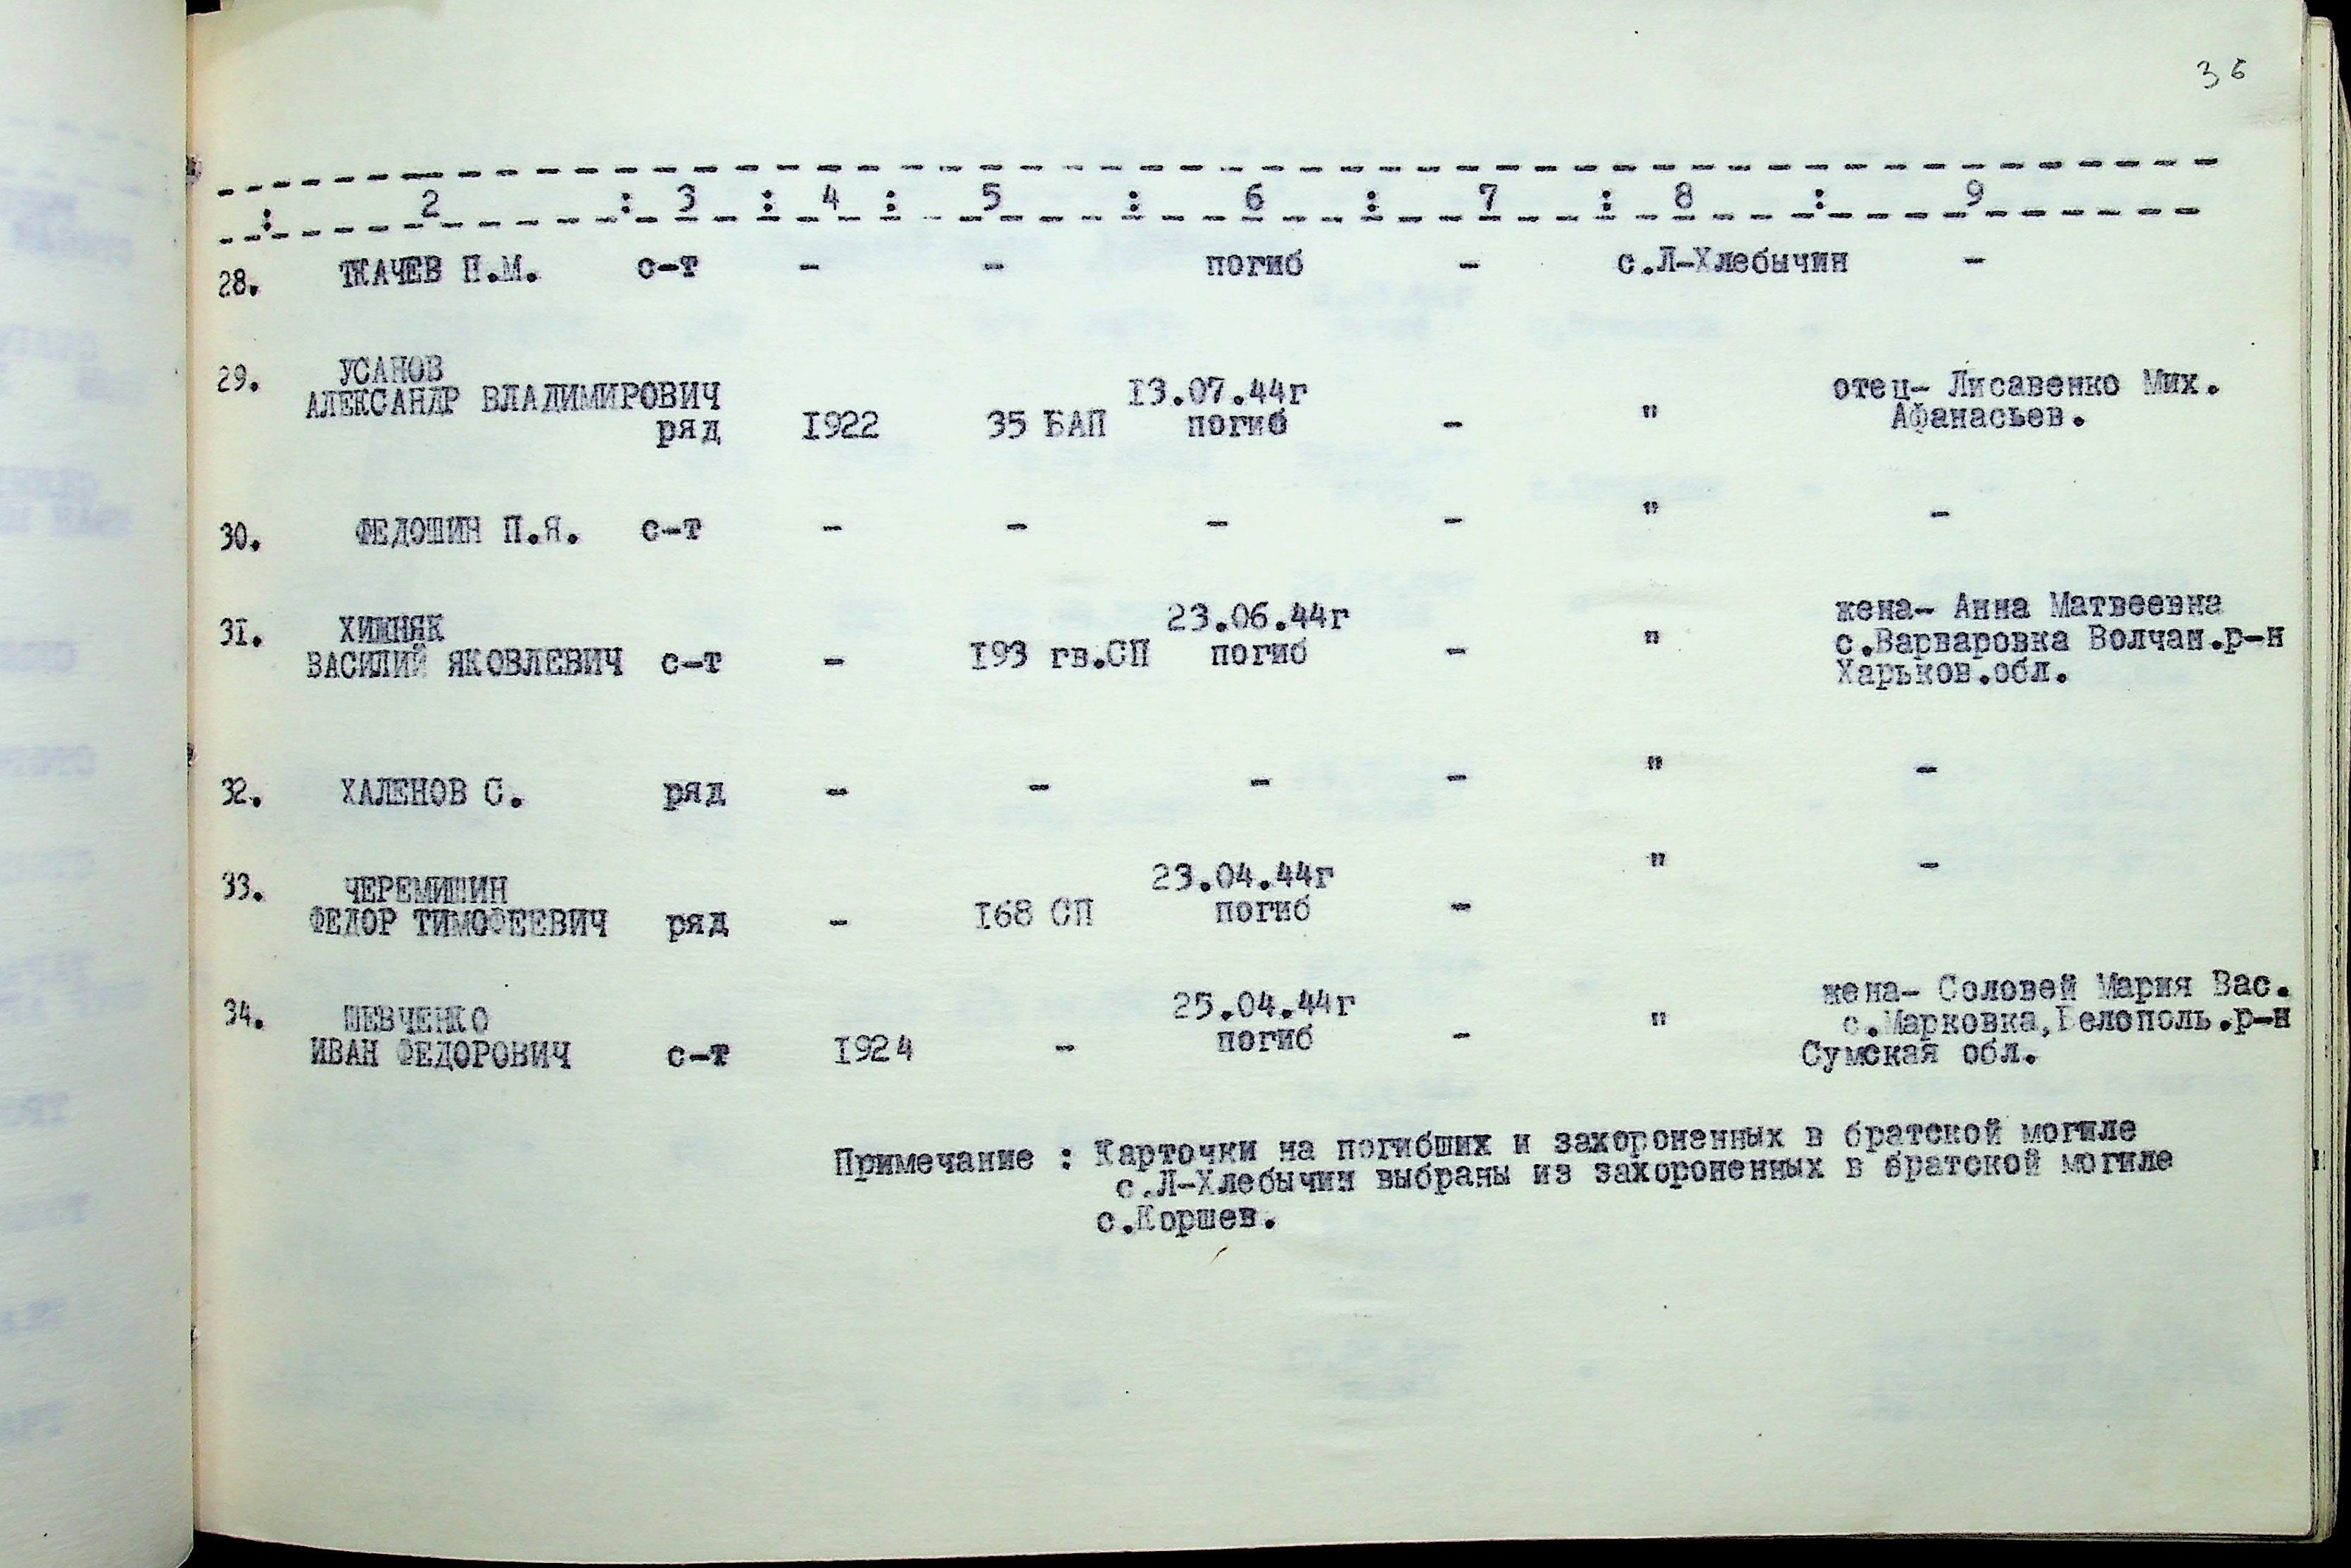 36
: 2 : 3 : 4 : 5 : 6 : 7 : 8 : 9
28. ТКАЧЕВ П.М. с-т - - погиб - с.Л-Хлебычин -
29. УСАНОВ
АЛЕКСАНДР ВЛАДИМИРОВИЧ 13.07.44г отец- Лисавенко Мих.
ряд 1922 35 БАП погиб - " Афанасьев.
30. ФЕДОШИН П.Я. с-т - - - - " -
31. ХИЖНЯК 23.06.44г жена- Анна Матвеевна
ВАСИЛИЙ ЯКОВЛЕВИЧ с-т - 193 гв.СП погиб - " с.Варваровка Волчан.р-н
Харьков.обл.
32. ХАЛЕНОВ С. ряд - - - - " -
33. ЧЕРЕМИШИН 23.04.44г " -
ФЕДОР ТИМОФЕЕВИЧ ряд - 168 СП погиб -
34. ШЕВЧЕНКО 25.04.44г жена- Соловей Мария Вас.
ИВАН ФЕДОРОВИЧ с-т 1924 - погиб - " с.Марковка,Белополь.р-н
Сумская обл.
Примечание : Карточки на погибших и захороненных в братской могиле
с.Л-Хлебычин выбраны из захороненных в братской могиле
с.Коршев.